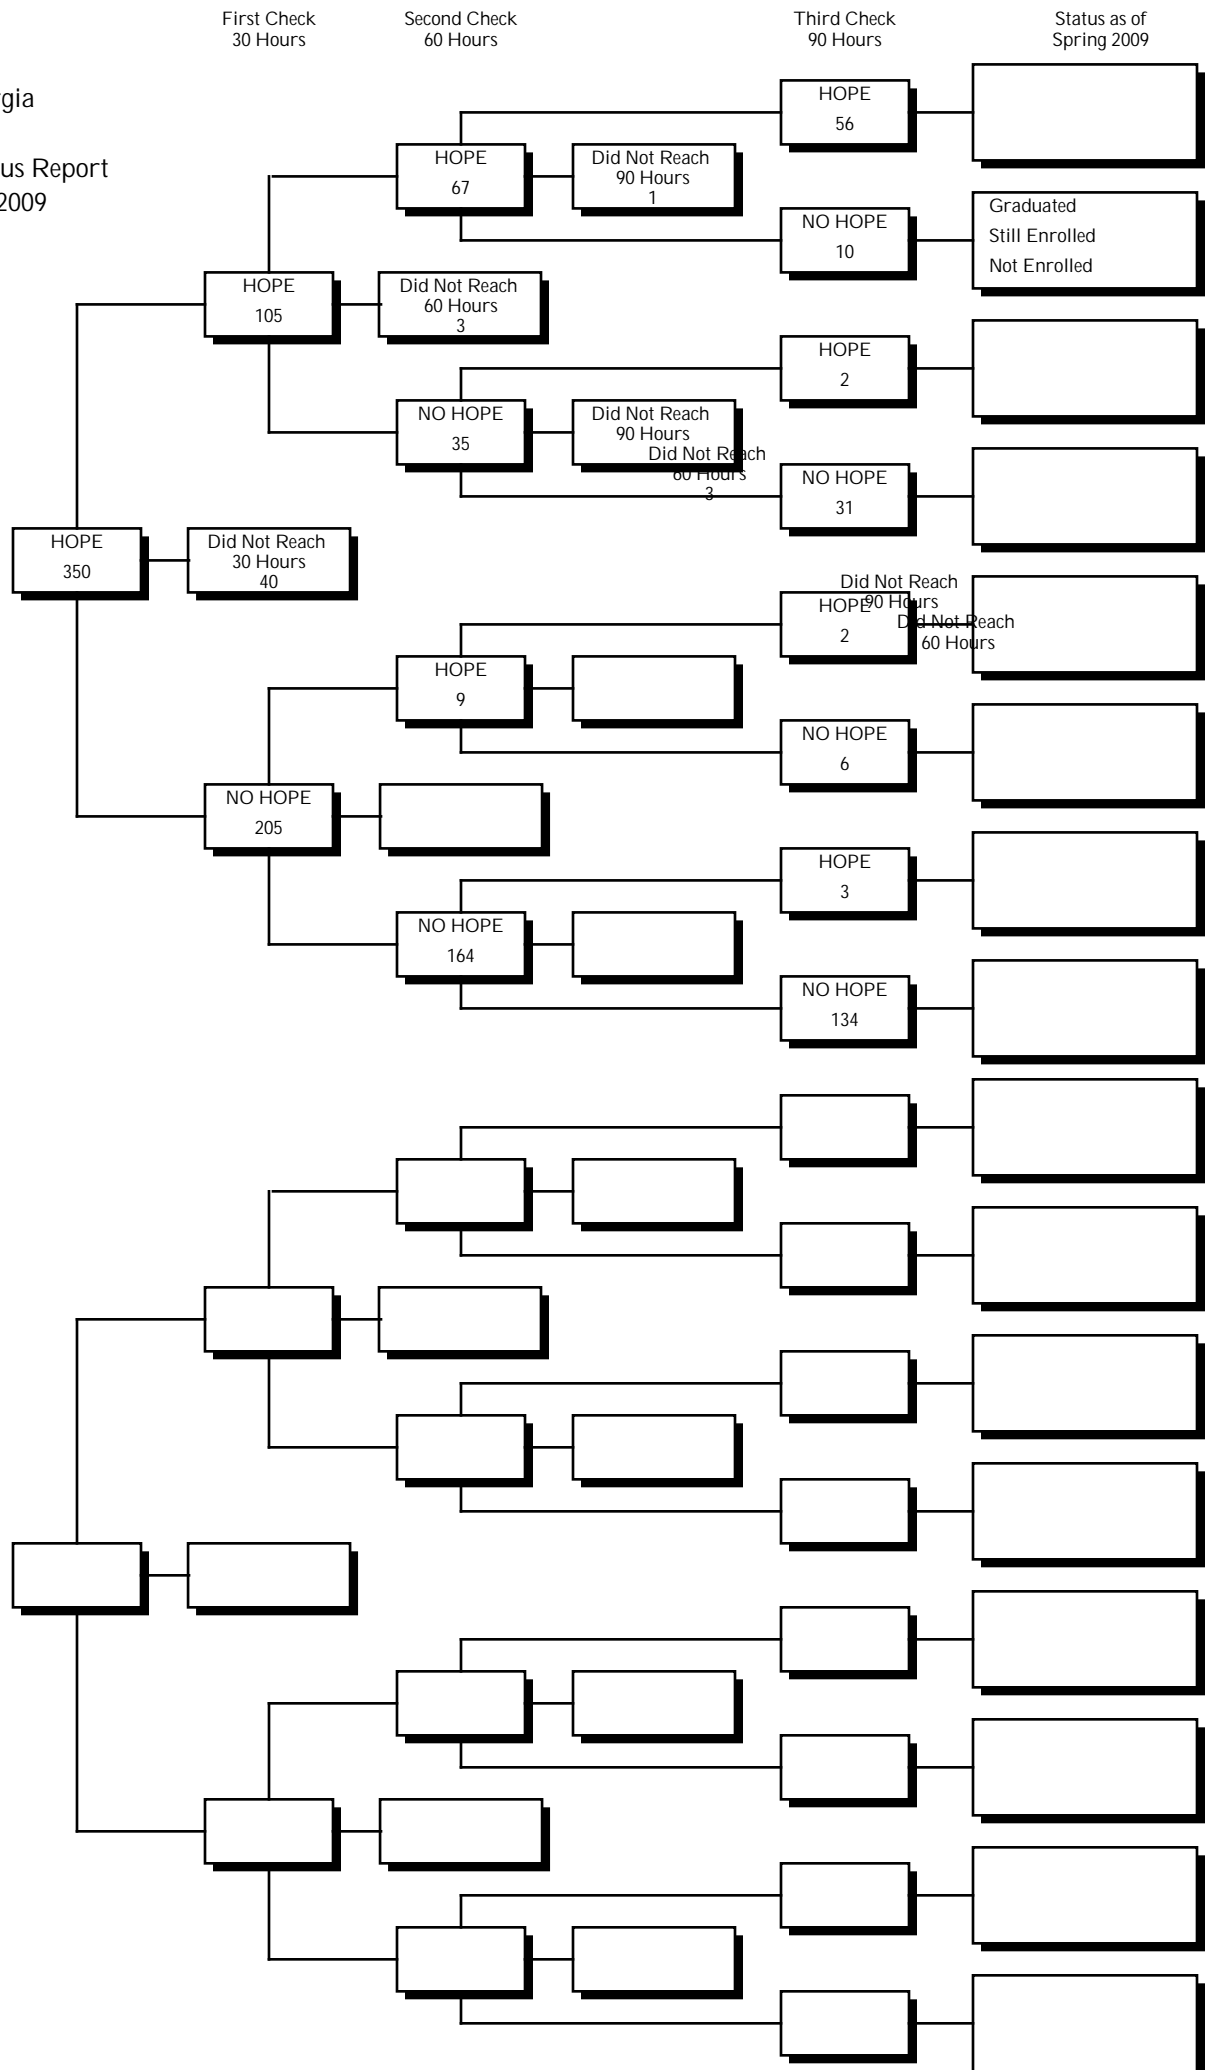 First Check
30 Hours
Second Check
60 Hours
Third Check
90 Hours
Status as of
Spring 2009
gia
us Report
2009
HOPE
56
HOPE
67
Did Not Reach
90 Hours
1
NO HOPE
10
Graduated
Still Enrolled
Not Enrolled
HOPE
105
Did Not Reach
60 Hours
3
HOPE
2
NO HOPE
35
Did Not Reach
90 Hours
Did Not Reach
60 Hours
3
NO HOPE
31
HOPE
350
Did Not Reach
30 Hours
40
Did Not Reach
90 Hours
HOPE
2
Did Not Reach
60 Hours
HOPE
9
NO HOPE
6
NO HOPE
205
HOPE
3
NO HOPE
164
NO HOPE
134